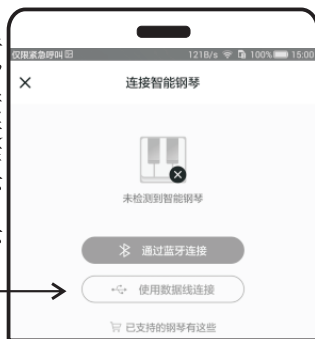 仅限紧急呼叫 121B/s 100% 15:00
连接智能钢琴
未检测到智能钢琴
通过蓝牙连接
使用数据线连接
已支持的钢琴有这些